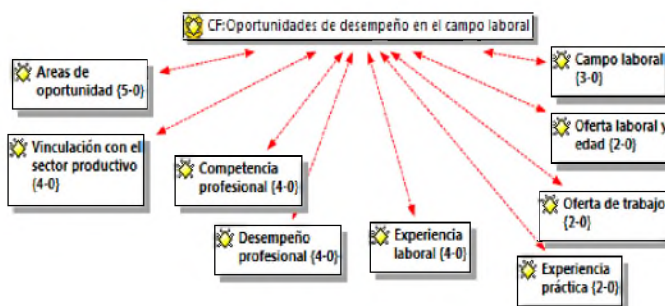 CF:Oportunidades de desempeño en el campo laboral
Areas de
oportunidad {5-0}
Campo laboral
{3-0}
Vinculación con el
sector productivo
{4-0}
Oferta laboral y
edad {2-0}
Competencia
profesional {4-0}
Oferta de trabajo
{2-0}
Desempeño
profesional {4-0}
Experiencia
laboral {4-0}
Experiencia
práctica {2-0}